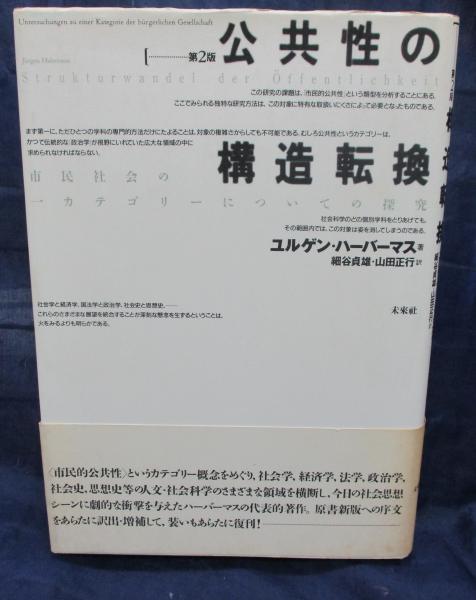 Untersuchungen zu einer Kategorie der bürgerlichen Gesellschaft
第2版
公共性の
Jürgen Habermas
Strukturwandel der Öffentlichkeit
この研究の課題は、「市民的公共性」という類型を分析することにある。
ここでみられる独特な研究方法は、この対象に特有な取扱いにくさによって必要となったものである。
まず第一に、ただひとつの学科の専門的方法だけにたよることは、対象の複雑さからしても不可能である。むしろ公共性というカテゴリーは、
かつて伝統的な「政治学」が視野にいれていた広大な領域の中に
求められなければならない。
構造転換
市民社会の
一カテゴリーについての探究
社会科学のどの個別学科をとりあげても、
その範囲内では、この対象は姿を消してしまうのである。
ユルゲン・ハーバーマス著
細谷貞雄・山田正行訳
社会学と経済学、国法学と政治学、社会史と思想史、——
これらのさまざまな展望を統合することが深刻な懸念を生ずるということは、
火をみるよりも明らかである。
未來社
〈市民的公共性〉というカテゴリー概念をめぐり、社会学、経済学、法学、政治学、
社会史、思想史等の人文・社会科学のさまざまな領域を横断し、今日の社会思想
シーンに劇的な衝撃を与えたハーバーマスの代表的著作。原書新版への序文
をあらたに訳出・増補して、装いもあらたに復刊!